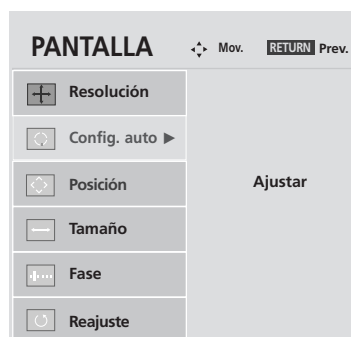 PANTALLA Mov. RETURN Prev.
Resolución
Config. auto ►
Posición
Ajustar
Tamaño
Fase
Reajuste